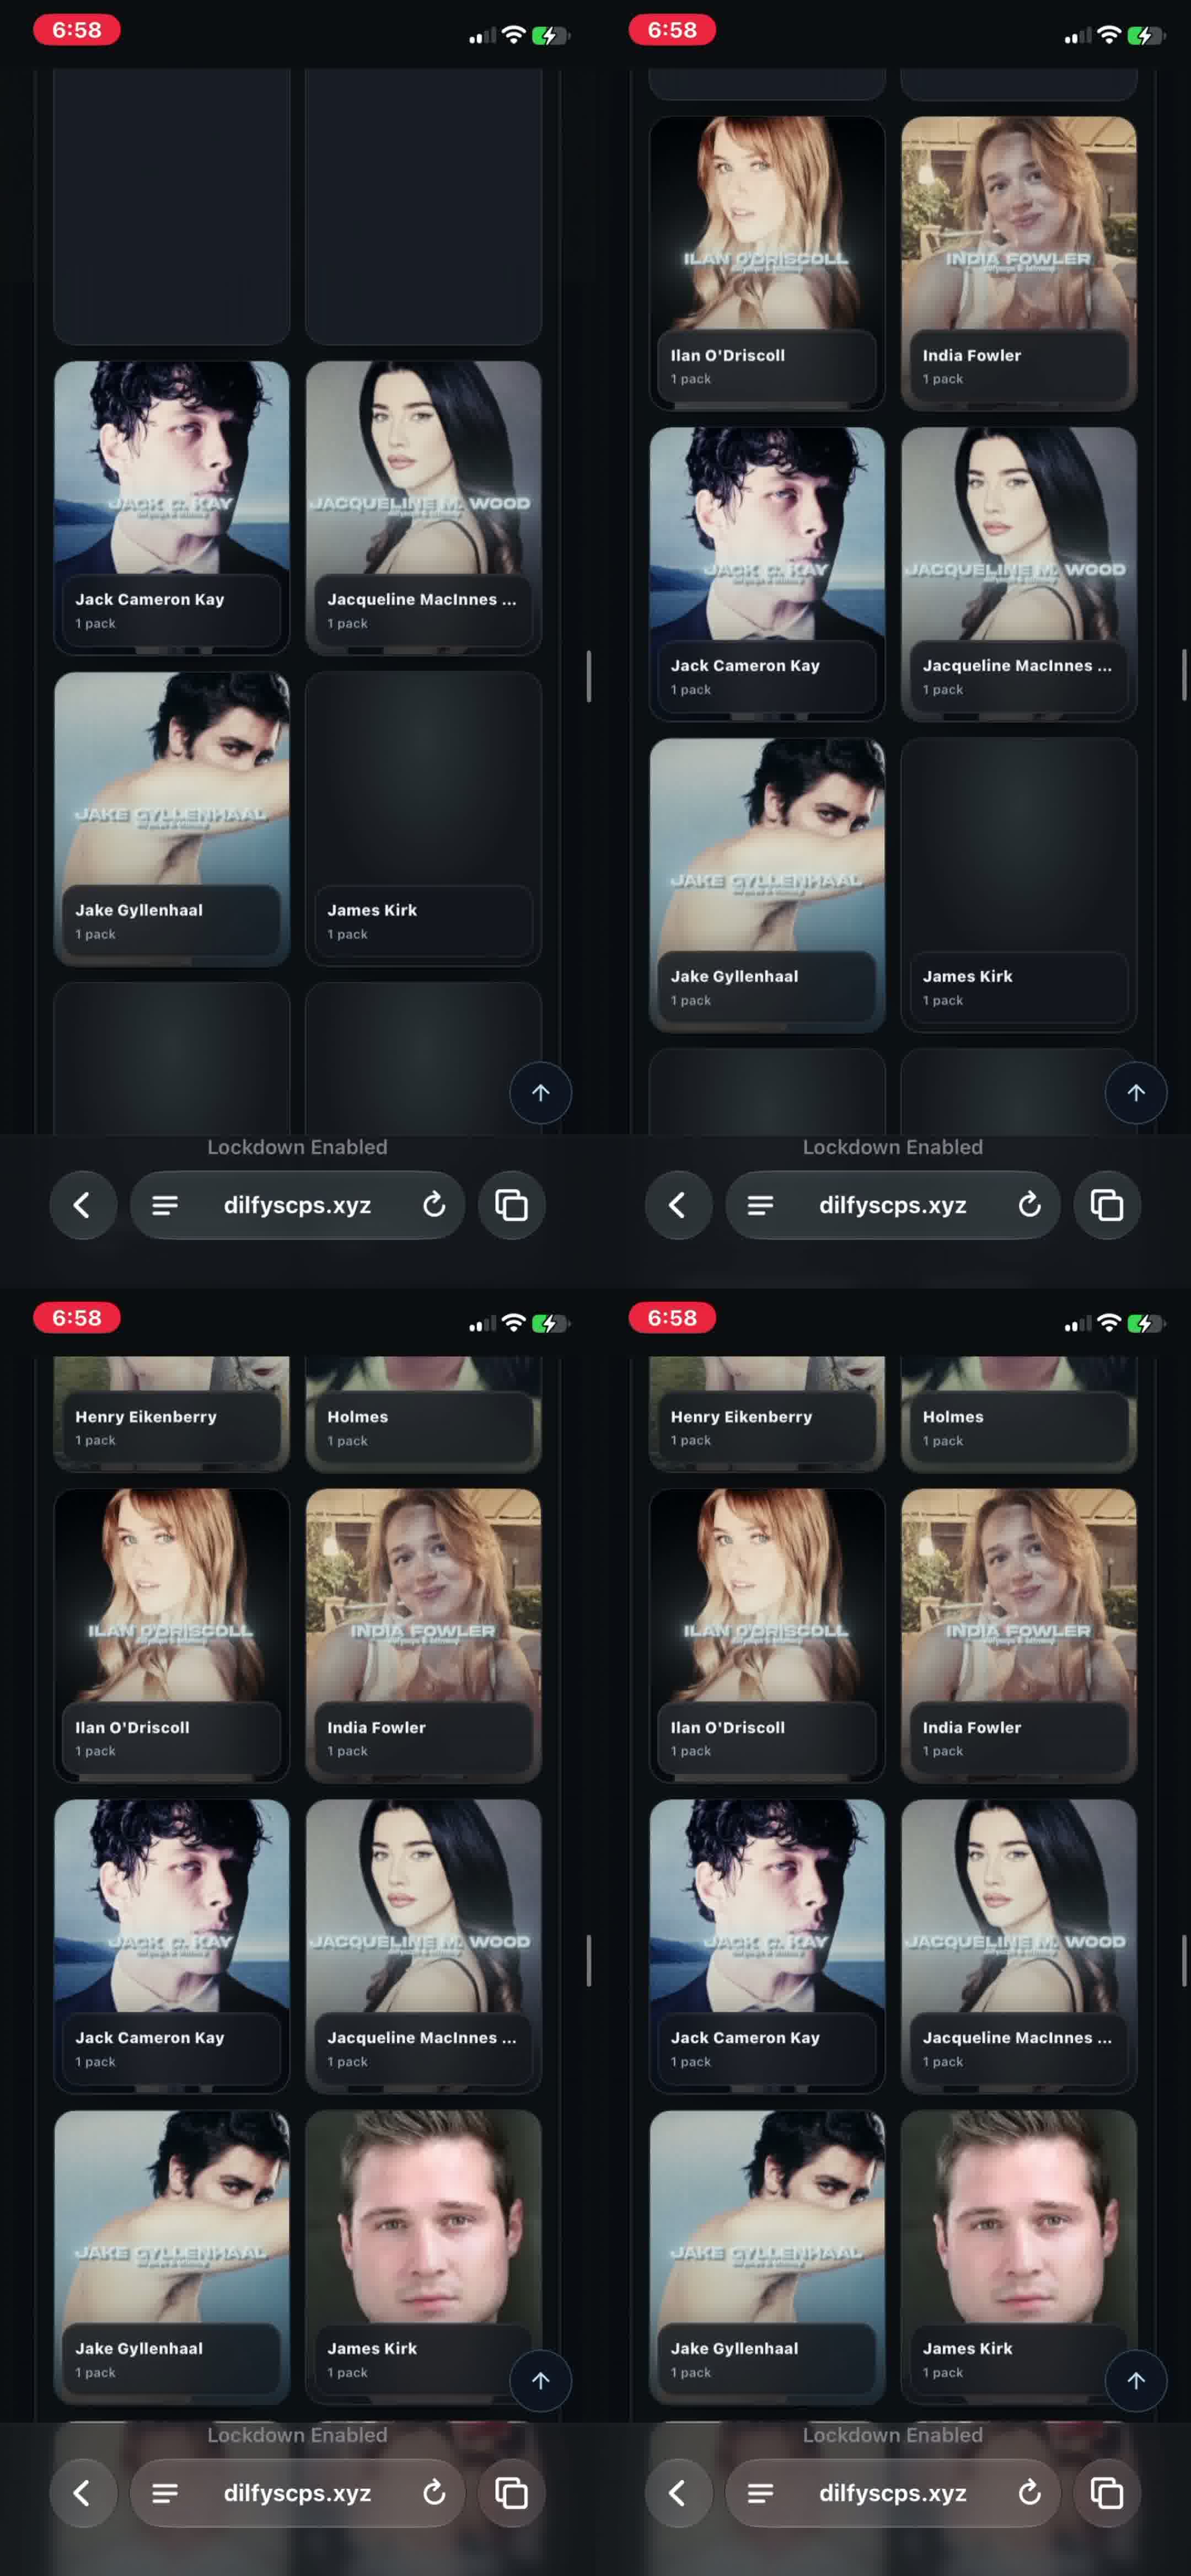 6:58
Jack C. Kay
JACQUELINE M. WOOD
Jack Cameron Kay
1 pack
Jacqueline MacInnes ...
1 pack
JAKE GYLLENHAAL
Jake Gyllenhaal
1 pack
James Kirk
1 pack
Lockdown Enabled
dilfyscps.xyz
6:58
ILAN O'DRISCOLL
INDIA FOWLER
Ilan O'Driscoll
1 pack
India Fowler
1 pack
JACK C. KAY
JACQUELINE M. WOOD
Jack Cameron Kay
1 pack
Jacqueline MacInnes ...
1 pack
JAKE GYLLENHAAL
Jake Gyllenhaal
1 pack
James Kirk
1 pack
Lockdown Enabled
dilfyscps.xyz
6:58
Henry Eikenberry
1 pack
Holmes
1 pack
ILAN O'DRISCOLL
INDIA FOWLER
Ilan O'Driscoll
1 pack
India Fowler
1 pack
JACK C. KAY
JACQUELINE M. WOOD
Jack Cameron Kay
1 pack
Jacqueline MacInnes ...
1 pack
JAKE GYLLENHAAL
Jake Gyllenhaal
1 pack
James Kirk
1 pack
Lockdown Enabled
dilfyscps.xyz
6:58
Henry Eikenberry
1 pack
Holmes
1 pack
ILAN O'DRISCOLL
INDIA FOWLER
Ilan O'Driscoll
1 pack
India Fowler
1 pack
JACK C. KAY
JACQUELINE M. WOOD
Jack Cameron Kay
1 pack
Jacqueline MacInnes ...
1 pack
JAKE GYLLENHAAL
Jake Gyllenhaal
1 pack
James Kirk
1 pack
Lockdown Enabled
dilfyscps.xyz